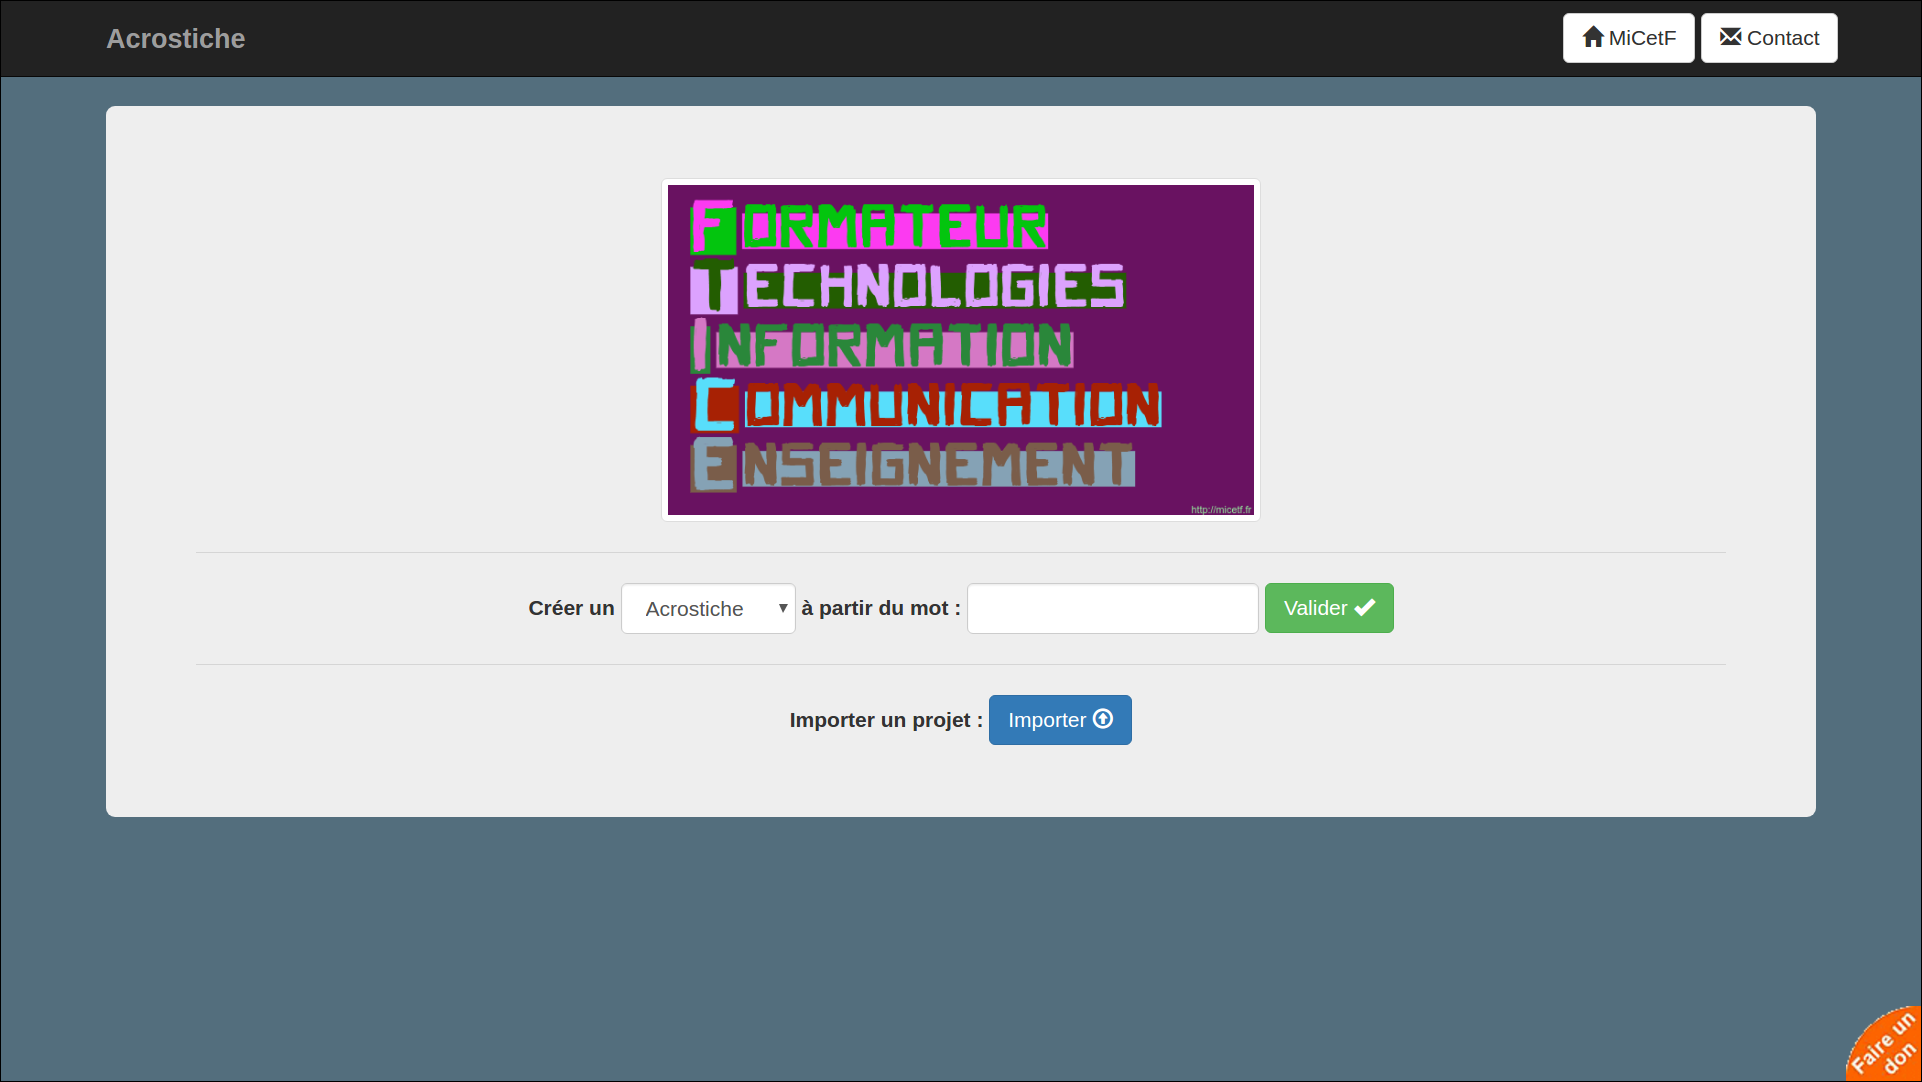 Acrostiche
MiCetF
Contact
FORMATEUR
TECHNOLOGIES
INFORMATION
COMMUNICATION
ENSEIGNEMENT
http://micetf.fr
Créer un Acrostiche à partir du mot : Valider
Importer un projet : Importer
Faire un
don